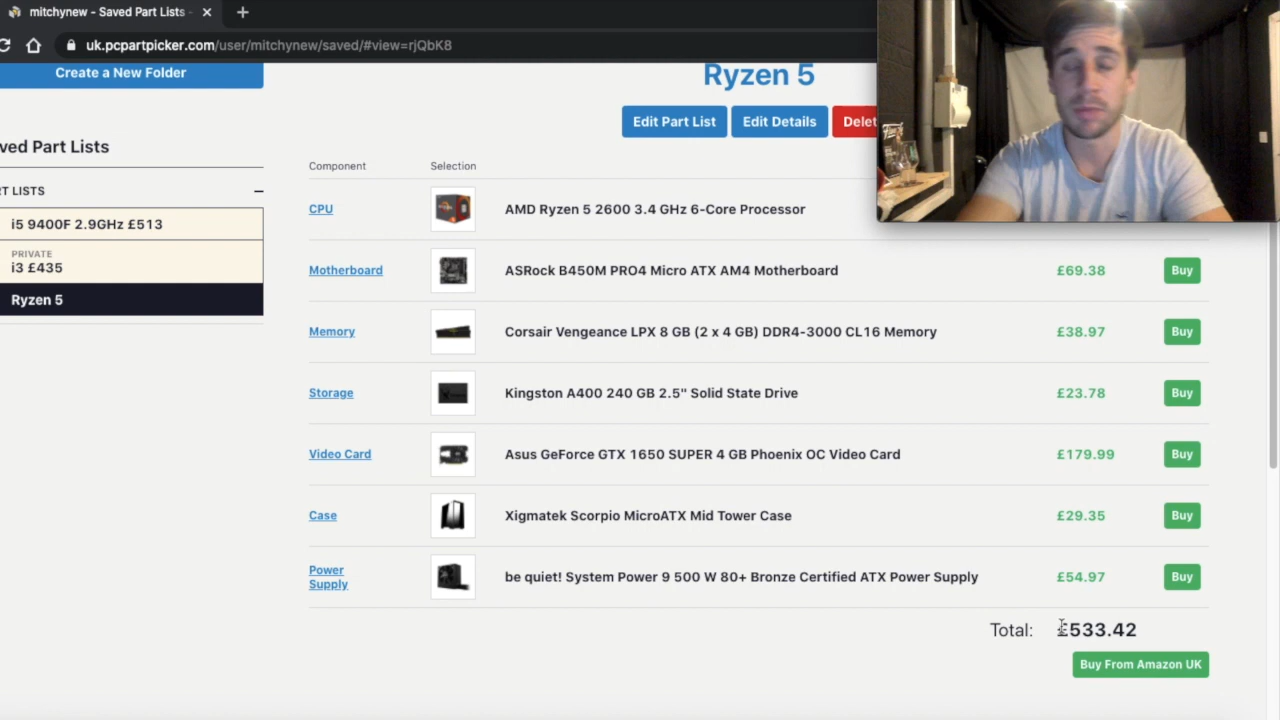 mitchynew - Saved Part Lists -
uk.pcpartpicker.com/user/mitchynew/saved/#view=rjQbK8
Create a New Folder
ved Part Lists
RT LISTS
i5 9400F 2.9GHz £513
PRIVATE
i3 £435
Ryzen 5
Ryzen 5
Edit Part List
Edit Details
Delet
Component Selection
CPU AMD Ryzen 5 2600 3.4 GHz 6-Core Processor
Motherboard ASRock B450M PRO4 Micro ATX AM4 Motherboard £69.38 Buy
Memory Corsair Vengeance LPX 8 GB (2 x 4 GB) DDR4-3000 CL16 Memory £38.97 Buy
Storage Kingston A400 240 GB 2.5" Solid State Drive £23.78 Buy
Video Card Asus GeForce GTX 1650 SUPER 4 GB Phoenix OC Video Card £179.99 Buy
Case Xigmatek Scorpio MicroATX Mid Tower Case £29.35 Buy
Power
Supply be quiet! System Power 9 500 W 80+ Bronze Certified ATX Power Supply £54.97 Buy
Total: £533.42
Buy From Amazon UK